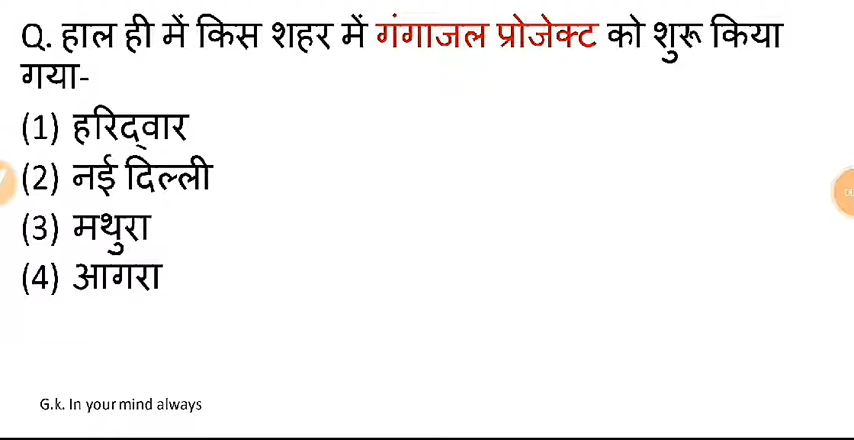 Q. हाल ही में किस शहर में गंगाजल प्रोजेक्ट को शुरू किया
गया-
(1) हरिद्वार
(2) नई दिल्ली
(3) मथुरा
(4) आगरा
G.k. In your mind always